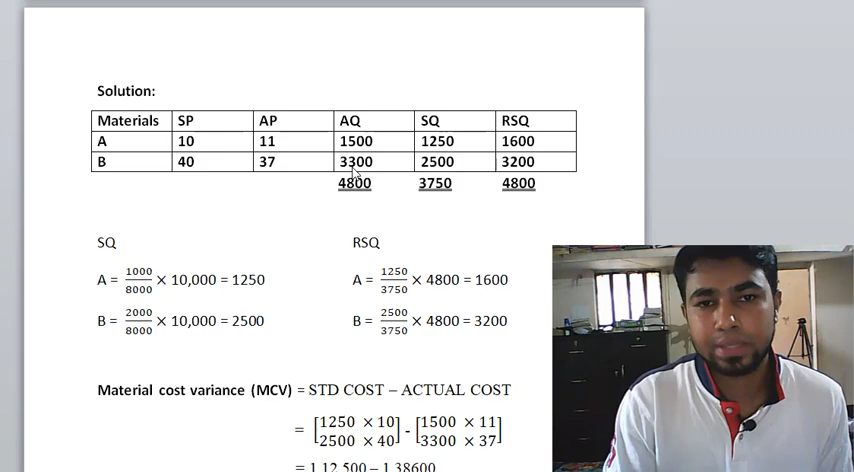 Solution:
Materials SP AP AQ SQ RSQ
A 10 11 1500 1250 1600
B 40 37 3300 2500 3200
4800 3750 4800
SQ RSQ
A = 1000/8000 × 10,000 = 1250 A = 1250/3750 × 4800 = 1600
B = 2000/8000 × 10,000 = 2500 B = 2500/3750 × 4800 = 3200
Material cost variance (MCV) = STD COST – ACTUAL COST
= [1250 × 10 2500 × 40] - [1500 × 11 3300 × 37]
= 1,12,500 – 1,38600